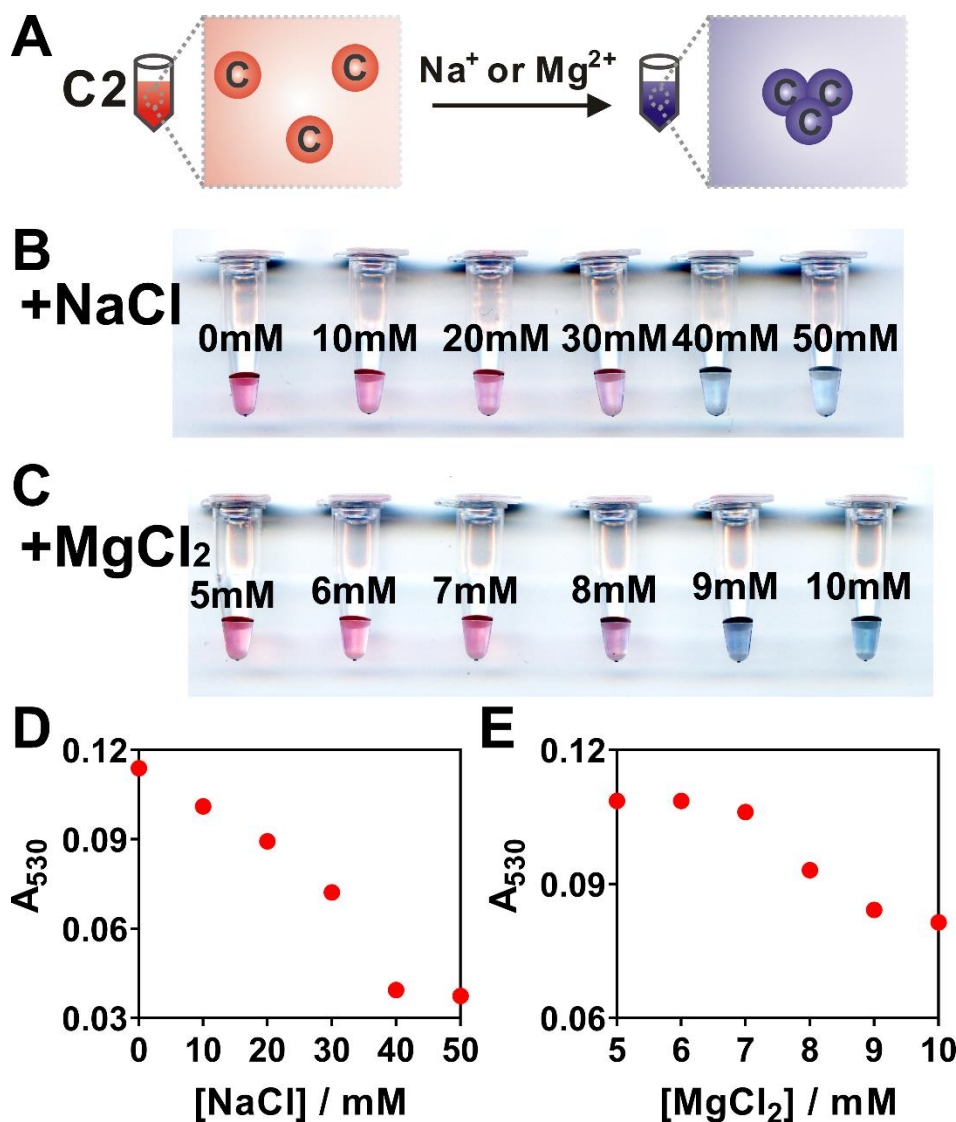 A
C2
C
C
C
Na⁺ or Mg²⁺
C
C
C
B
+NaCl
0mM 10mM 20mM 30mM 40mM 50mM
C
+MgCl₂
5mM 6mM 7mM 8mM 9mM 10mM
D
0.12
0.09
0.06
0.03
A₅₃₀
0 10 20 30 40 50
[NaCl] / mM
E
0.12
0.09
0.06
A₅₃₀
5 6 7 8 9 10
[MgCl₂] / mM